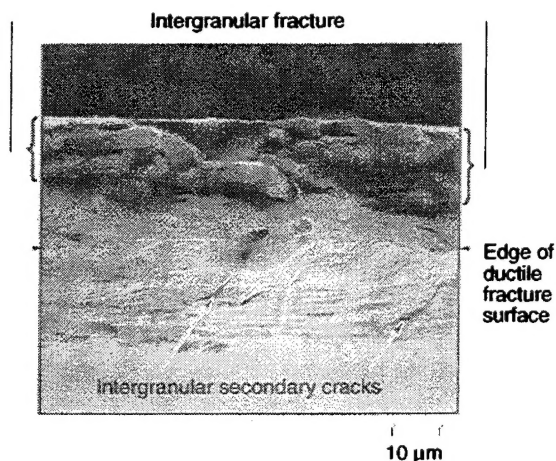 Intergranular fracture
Edge of
ductile
fracture
surface
Intergranular secondary cracks
10 µm